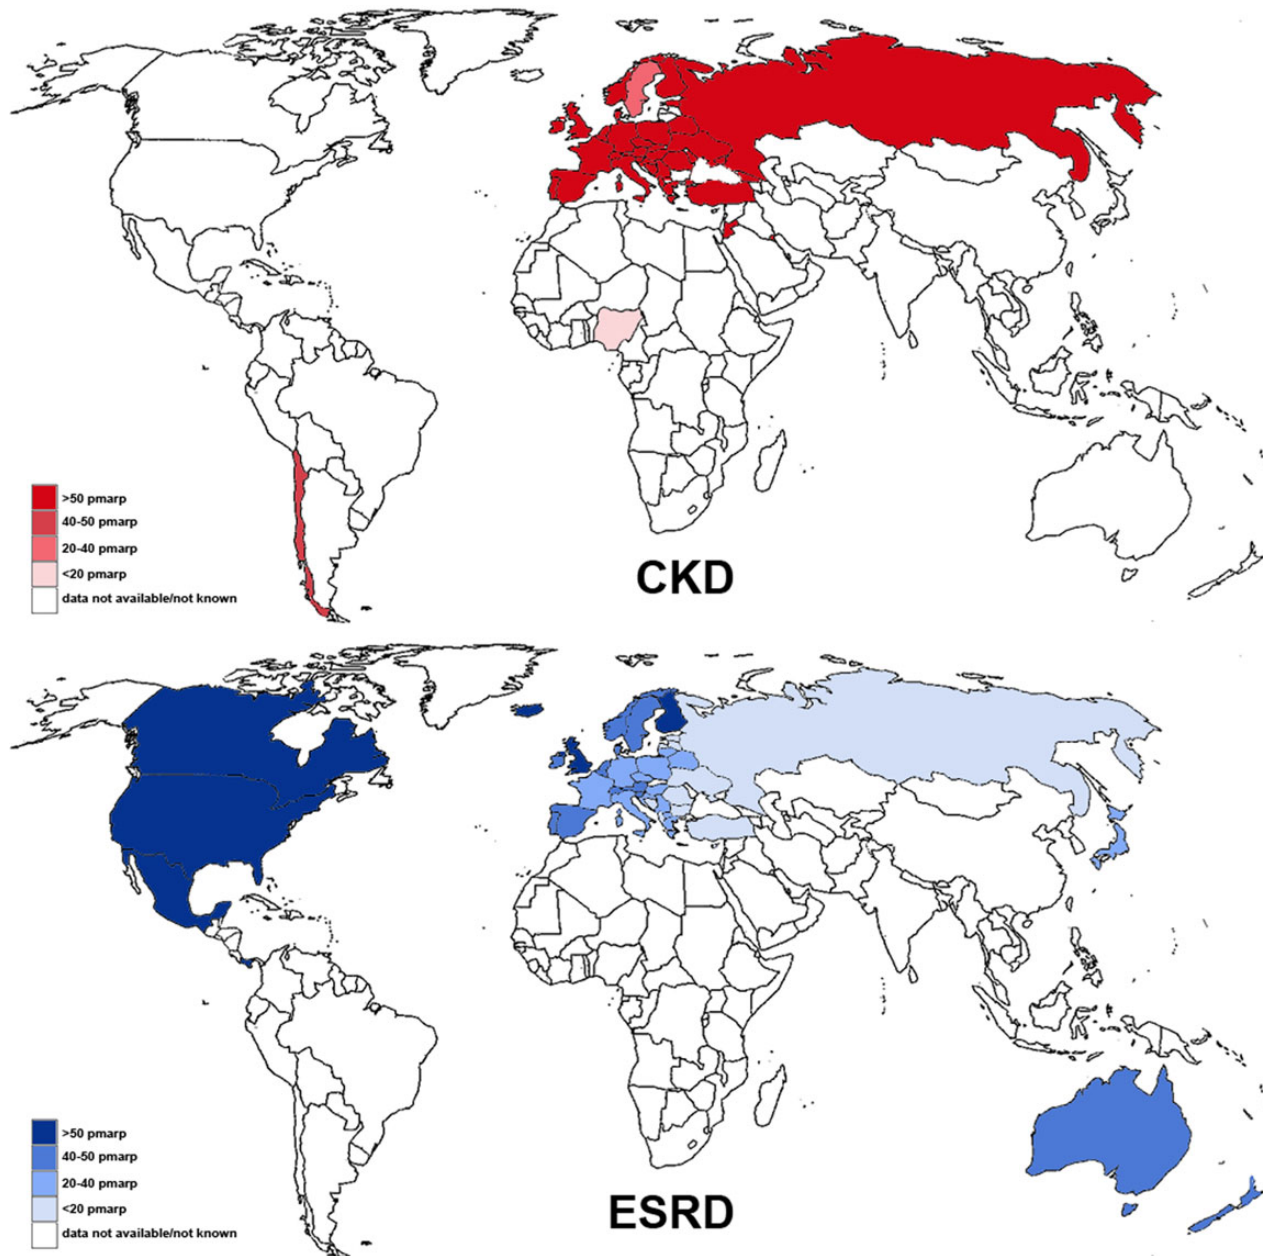 >50 pmarp
40-50 pmarp
20-40 pmarp
<20 pmarp
data not available/not known
CKD
>50 pmarp
40-50 pmarp
20-40 pmarp
<20 pmarp
data not available/not known
ESRD